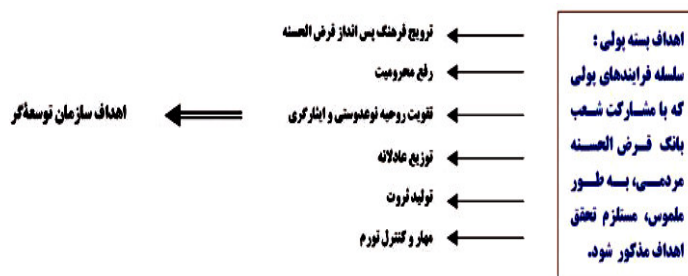 اهداف بسته پولی :
سلسله فرایندهای پولی
که با مشارکت شعب
بانک قرض الحسنه
مردمی، به طور
ملموس، مستلزم تحقق
اهداف مذکور شود.
ترویج فرهنگ پس انداز قرض الحسنه
رفع محرومیت
تقویت روحیه نوعدوستی و ایثارگری
توزیع عادلانه
تولید ثروت
مهار و کنترل تورم
اهداف سازمان توسعه‌گر